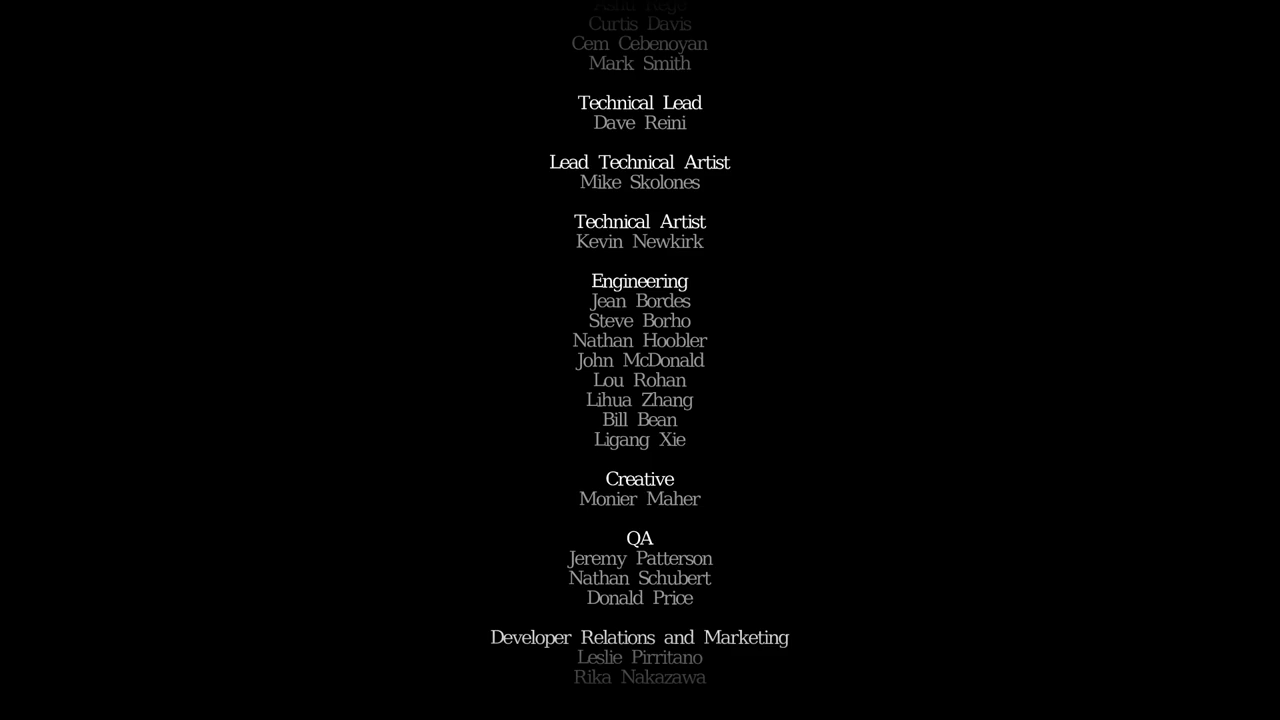 Ashu Rege
Curtis Davis
Cem Cebenoyan
Mark Smith
Technical Lead
Dave Reini
Lead Technical Artist
Mike Skolones
Technical Artist
Kevin Newkirk
Engineering
Jean Bordes
Steve Borho
Nathan Hoobler
John McDonald
Lou Rohan
Lihua Zhang
Bill Bean
Ligang Xie
Creative
Monier Maher
QA
Jeremy Patterson
Nathan Schubert
Donald Price
Developer Relations and Marketing
Leslie Pirritano
Rika Nakazawa